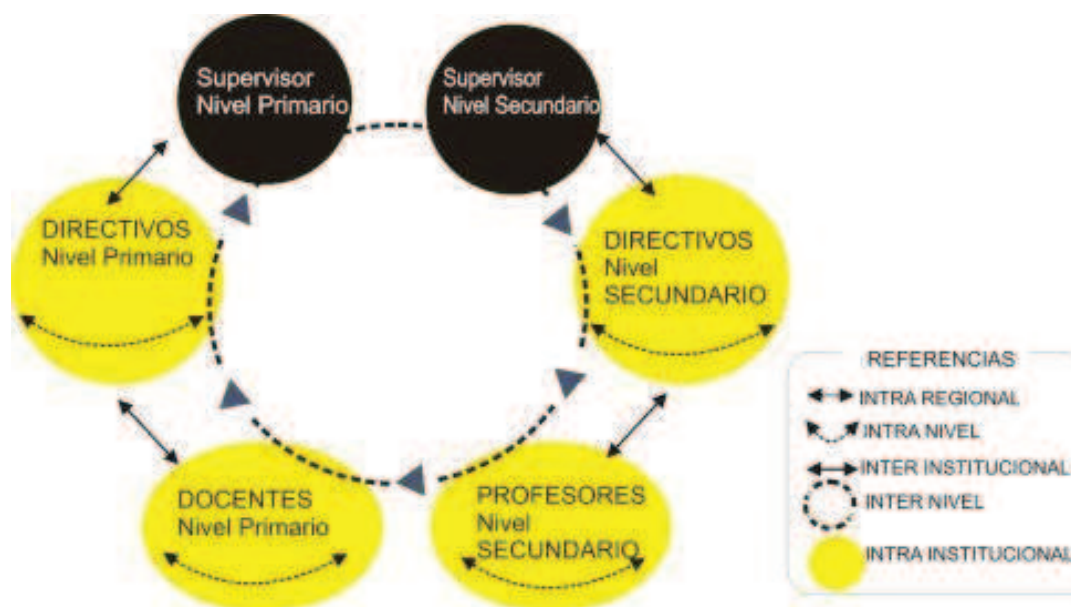 Supervisor
Nivel Primario
Supervisor
Nivel Secundario
DIRECTIVOS
Nivel Primario
DIRECTIVOS
Nivel
SECUNDARIO
DOCENTES
Nivel Primario
PROFESORES
Nivel
SECUNDARIO
REFERENCIAS
INTRA REGIONAL
INTRA NIVEL
INTER INSTITUCIONAL
INTER NIVEL
INTRA INSTITUCIONAL